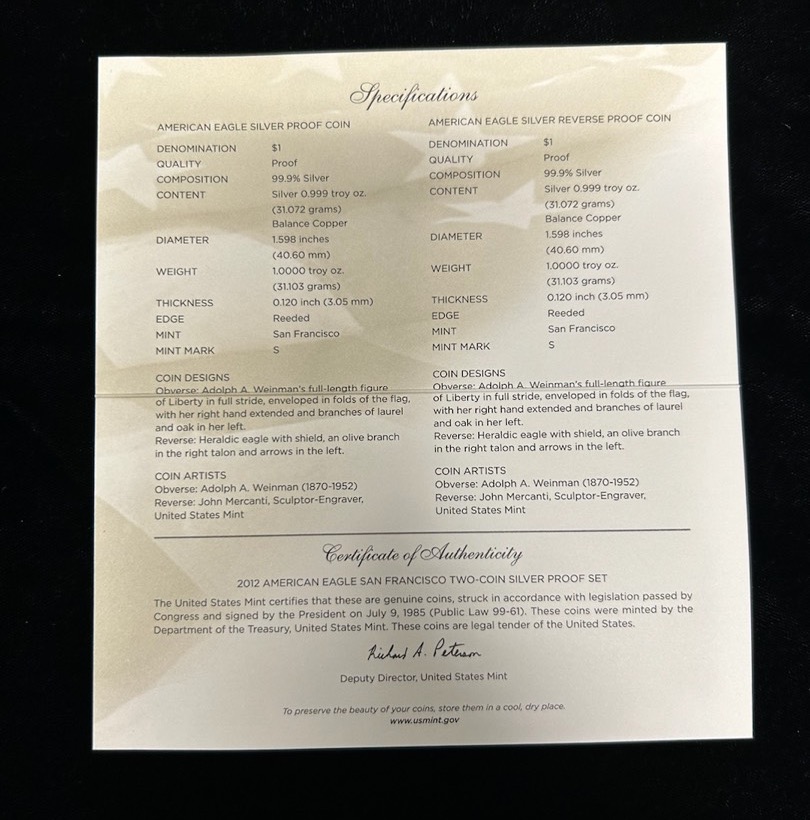 Specifications
AMERICAN EAGLE SILVER PROOF COIN
DENOMINATION $1
QUALITY Proof
COMPOSITION 99.9% Silver
CONTENT Silver 0.999 troy oz.
(31.072 grams)
Balance Copper
DIAMETER 1.598 inches
(40.60 mm)
WEIGHT 1.0000 troy oz.
(31.103 grams)
THICKNESS 0.120 inch (3.05 mm)
EDGE Reeded
MINT San Francisco
MINT MARK S
COIN DESIGNS
Obverse: Adolph A. Weinman's full-length figure
of Liberty in full stride, enveloped in folds of the flag,
with her right hand extended and branches of laurel
and oak in her left.
Reverse: Heraldic eagle with shield, an olive branch
in the right talon and arrows in the left.
COIN ARTISTS
Obverse: Adolph A. Weinman (1870-1952)
Reverse: John Mercanti, Sculptor-Engraver,
United States Mint
AMERICAN EAGLE SILVER REVERSE PROOF COIN
DENOMINATION $1
QUALITY Proof
COMPOSITION 99.9% Silver
CONTENT Silver 0.999 troy oz.
(31.072 grams)
Balance Copper
DIAMETER 1.598 inches
(40.60 mm)
WEIGHT 1.0000 troy oz.
(31.103 grams)
THICKNESS 0.120 inch (3.05 mm)
EDGE Reeded
MINT San Francisco
MINT MARK S
COIN DESIGNS
Obverse: Adolph A. Weinman's full-length figure
of Liberty in full stride, enveloped in folds of the flag,
with her right hand extended and branches of laurel
and oak in her left.
Reverse: Heraldic eagle with shield, an olive branch
in the right talon and arrows in the left.
COIN ARTISTS
Obverse: Adolph A. Weinman (1870-1952)
Reverse: John Mercanti, Sculptor-Engraver,
United States Mint
Certificate of Authenticity
2012 AMERICAN EAGLE SAN FRANCISCO TWO-COIN SILVER PROOF SET
The United States Mint certifies that these are genuine coins, struck in accordance with legislation passed by
Congress and signed by the President on July 9, 1985 (Public Law 99-61). These coins were minted by the
Department of the Treasury, United States Mint. These coins are legal tender of the United States.
Richard A. Peterson
Deputy Director, United States Mint
To preserve the beauty of your coins, store them in a cool, dry place.
www.usmint.gov